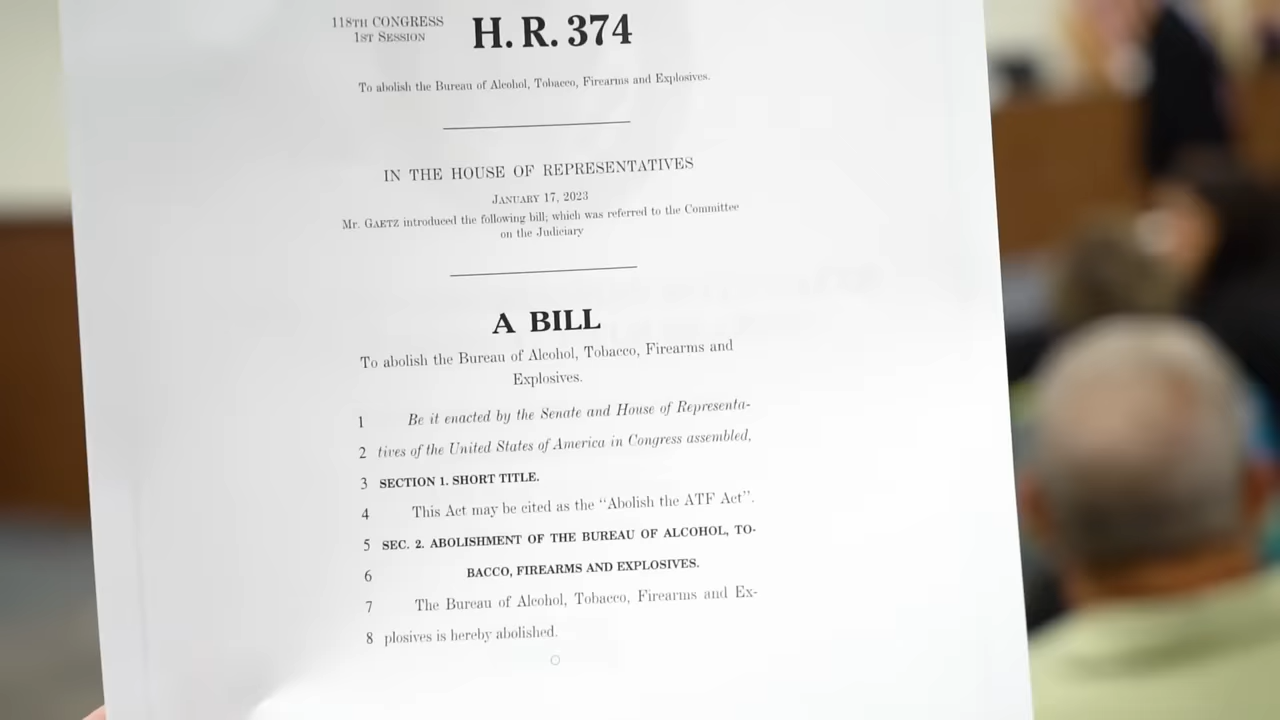 118TH CONGRESS
1ST SESSION
H. R. 374
To abolish the Bureau of Alcohol, Tobacco, Firearms and Explosives.
IN THE HOUSE OF REPRESENTATIVES
JANUARY 17, 2023
Mr. GAETZ introduced the following bill; which was referred to the Committee
on the Judiciary
A BILL
To abolish the Bureau of Alcohol, Tobacco, Firearms and
Explosives.
1 Be it enacted by the Senate and House of Representa-
2 tives of the United States of America in Congress assembled,
3 SECTION 1. SHORT TITLE.
4 This Act may be cited as the ‘‘Abolish the ATF Act’’.
5 SEC. 2. ABOLISHMENT OF THE BUREAU OF ALCOHOL, TO-
6 BACCO, FIREARMS AND EXPLOSIVES.
7 The Bureau of Alcohol, Tobacco, Firearms and Ex-
8 plosives is hereby abolished.